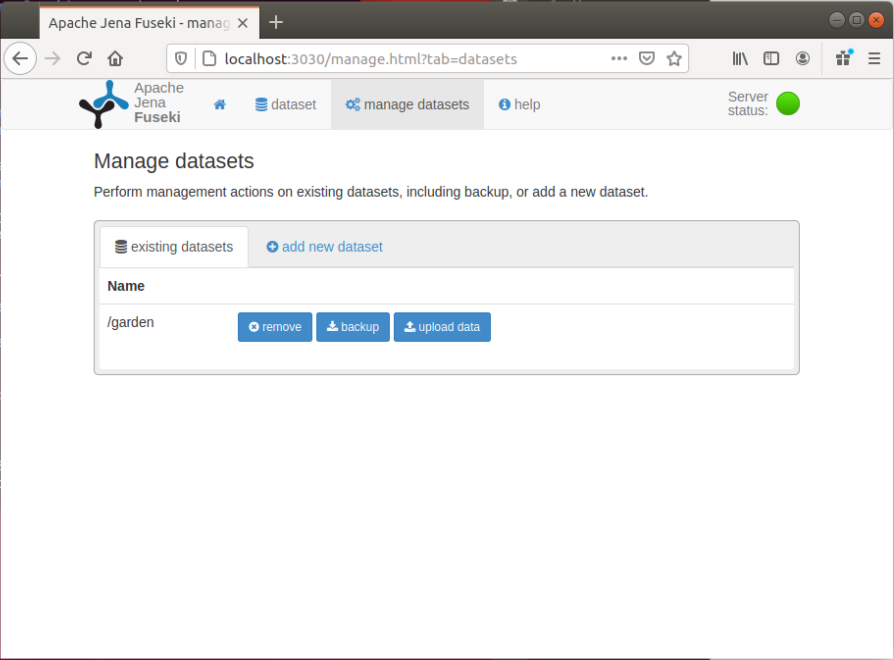 Apache Jena Fuseki - manag
localhost:3030/manage.html?tab=datasets
Apache
Jena
Fuseki
dataset
manage datasets
help
Server
status:
Manage datasets
Perform management actions on existing datasets, including backup, or add a new dataset.
existing datasets
add new dataset
Name
/garden
remove
backup
upload data